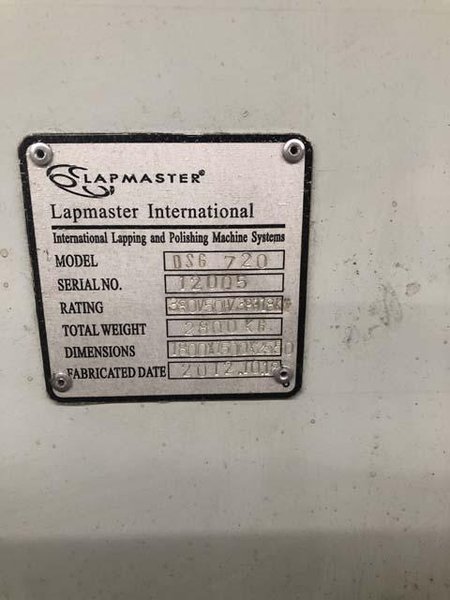 LAPMASTER®
Lapmaster International
International Lapping and Polishing Machine Systems
MODEL DSG 720
SERIAL NO. 12005
RATING
TOTAL WEIGHT 2800KG
DIMENSIONS
FABRICATED DATE